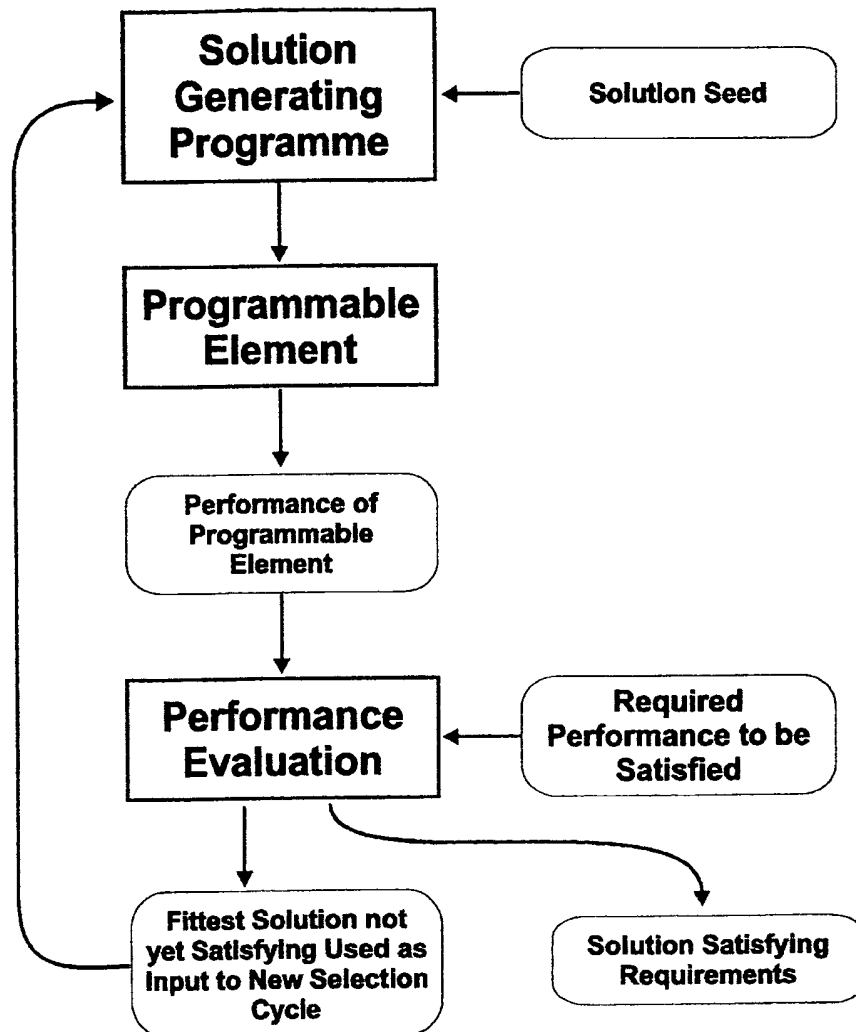 Solution
Generating
Programme
Solution Seed
Programmable
Element
Performance of
Programmable
Element
Performance
Evaluation
Required
Performance to be
Satisfied
Fittest Solution not
yet Satisfying Used as
Input to New Selection
Cycle
Solution Satisfying
Requirements